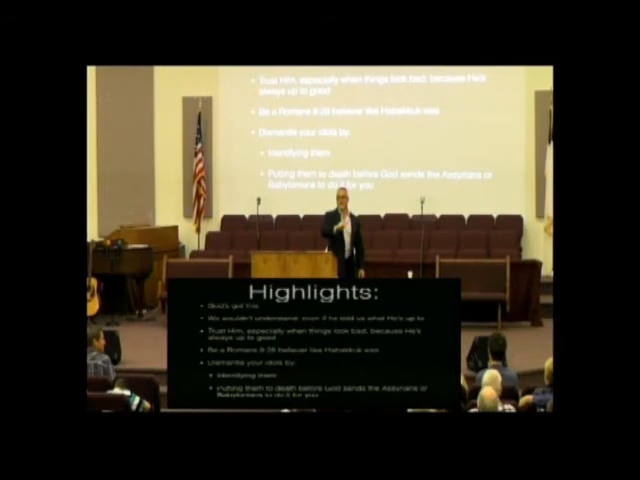 Trust Him, especially when things look bad, because He's
always up to good
Be a Romans 8:28 believer like Habakkuk was
Dismantle your idols by:
Identifying them
Putting them to death before God sends the Assyrians or
Babylonians to do it for you
Highlights:
God's got this
We wouldn't understand, even if he told us what He's up to
Trust Him, especially when things look bad, because He's
always up to good
Be a Romans 8:28 believer like Habakkuk was
Dismantle your idols by:
Identifying them
Putting them to death before God sends the Assyrians or
Babylonians to do it for you